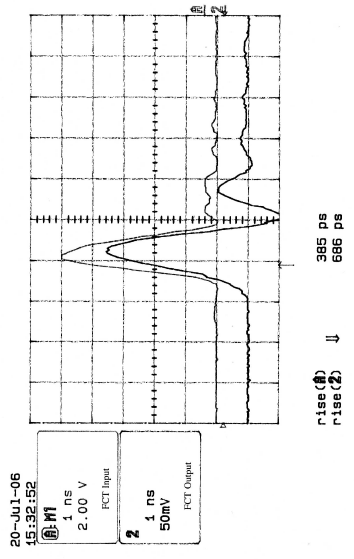 20-Jul-06
15:32:52
A: M1
1 ns
2.00 V
FCT Input
2
1 ns
50mV
FCT Output
A
2
rise(A) 385 ps
rise(2) 686 ps